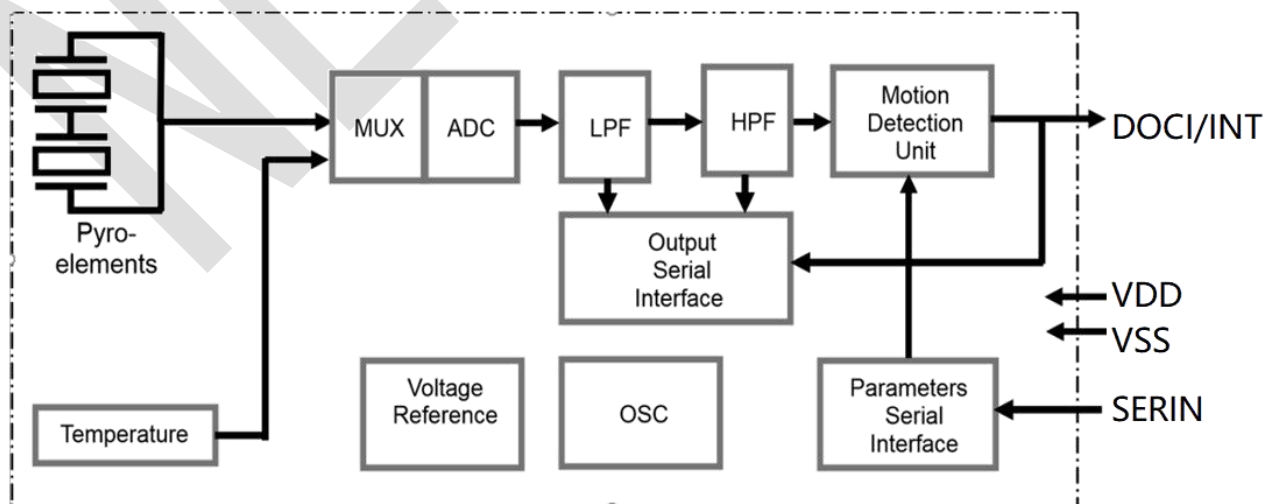 Pyro-
elements
MUX
ADC
LPF
HPF
Motion
Detection
Unit
DOCI/INT
Output
Serial
Interface
VDD
VSS
Temperature
Voltage
Reference
OSC
Parameters
Serial
Interface
SERIN